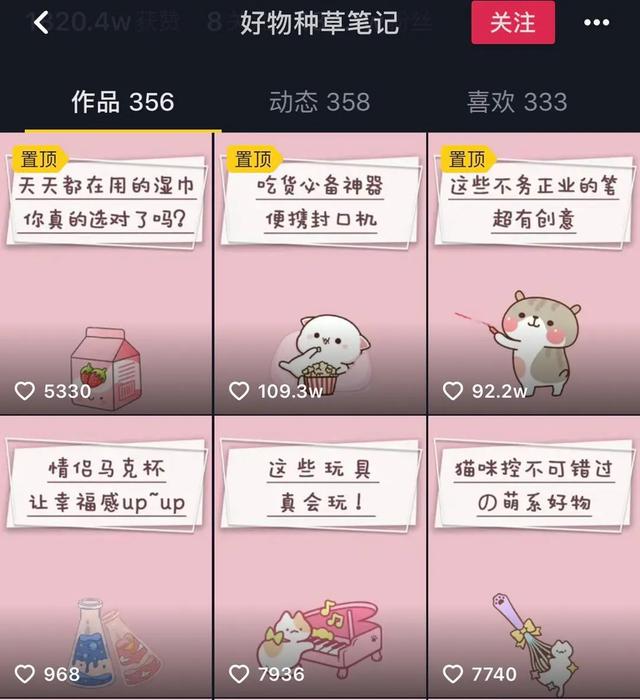 好物种草笔记
关注
作品 356
动态 358
喜欢 333
置顶
天天都在用的湿巾
你真的选对了吗?
5330
置顶
吃货必备神器
便携封口机
109.3w
置顶
这些不务正业的笔
超有创意
92.2w
情侣马克杯
让幸福感up~up
968
这些玩具
真会玩!
7936
猫咪控不可错过
の萌系好物
7740